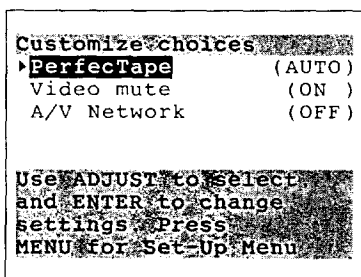 Customize choices
▸PerfecTape (AUTO)
Video mute (ON )
A/V Network (OFF)
Use ADJUST to select
and ENTER to change
settings Press
MENU for Set-Up Menu